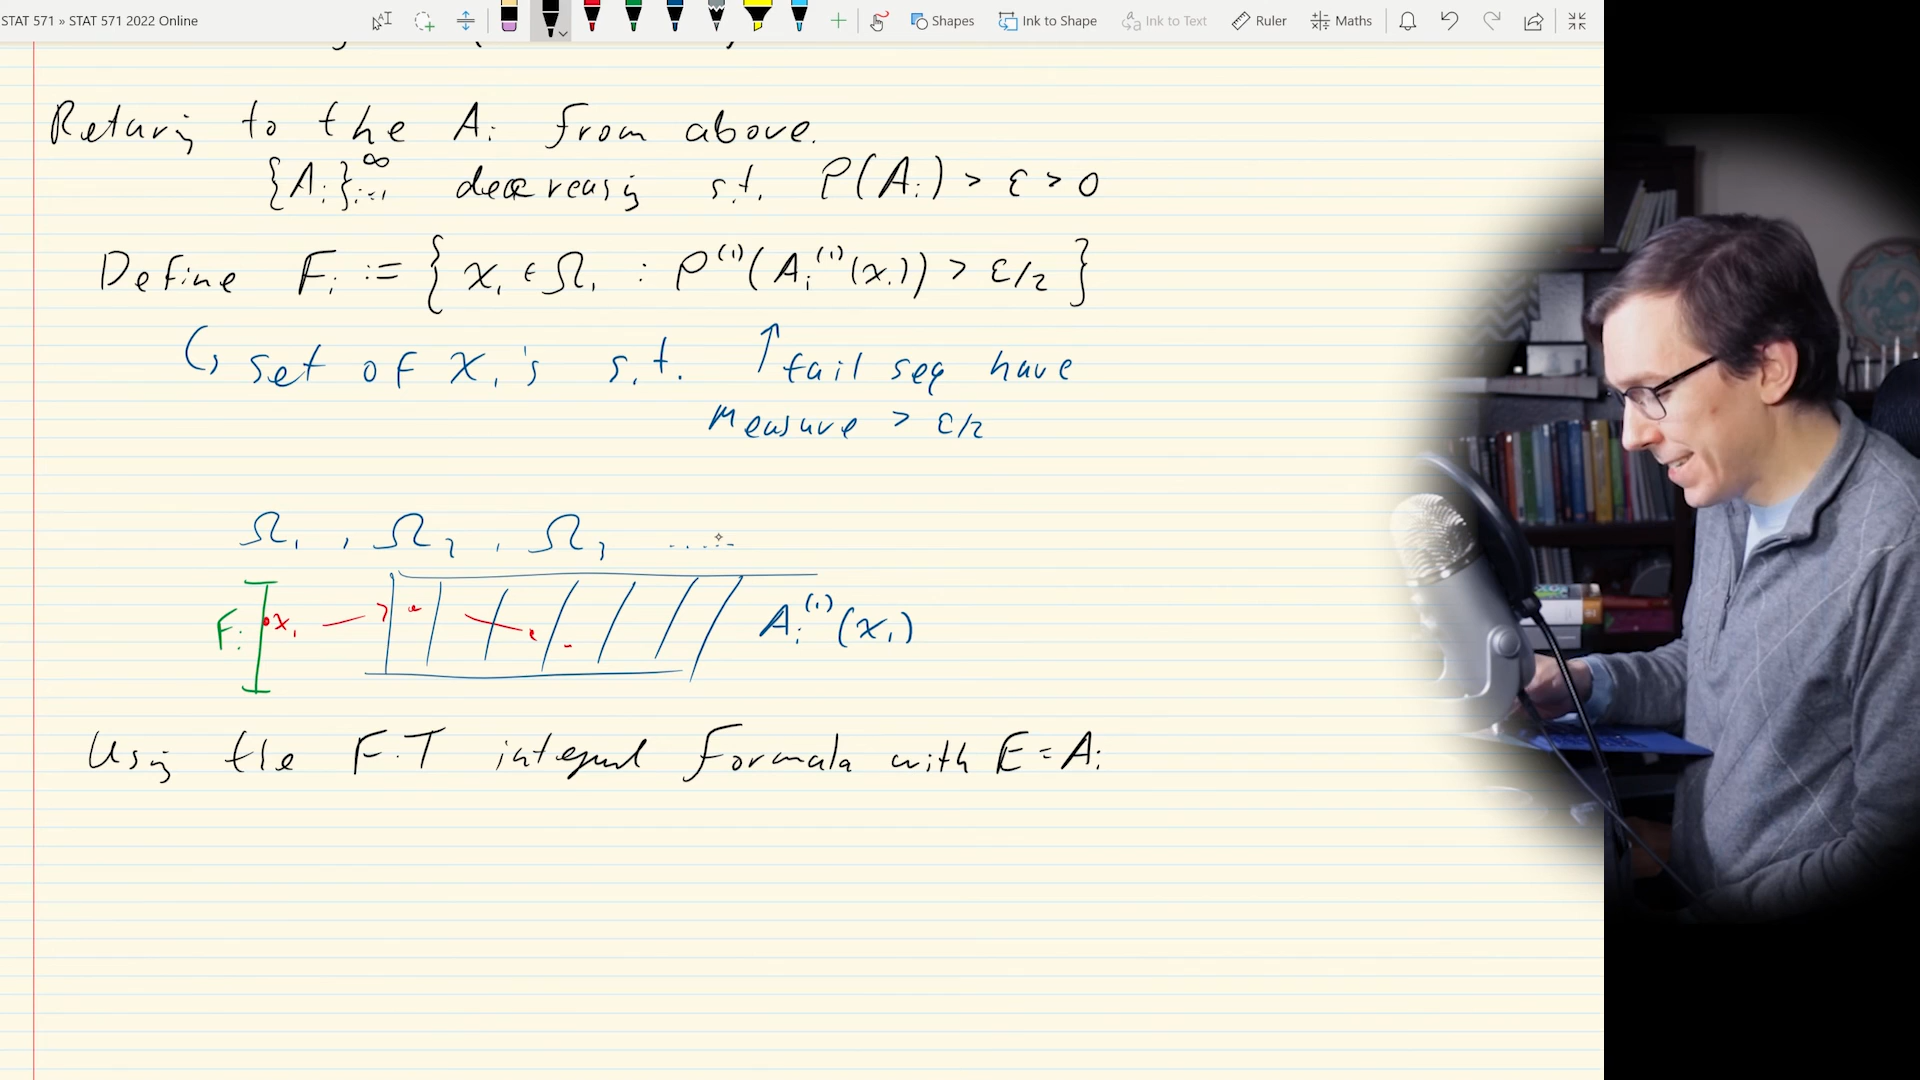 STAT 571 » STAT 571 2022 Online
Shapes Ink to Shape Ink to Text Ruler Maths
Returnig to the Aᵢ from above.
{Aᵢ}ᵢ₌₁^∞ decreasig s.t. P(Aᵢ) > ε > 0
Define Fᵢ := { x₁ ∈ Ω₁ : P⁽¹⁾(Aᵢ⁽¹⁾(x₁)) > ε/2 }
↳ set of x₁'s s.t. ↑ tail seq have
measure > ε/2
Ω₁ , Ω₂ , Ω₃ .....
Fᵢ x₁ Aᵢ⁽¹⁾(x₁)
Using the F.T integral formula with E = Aᵢ